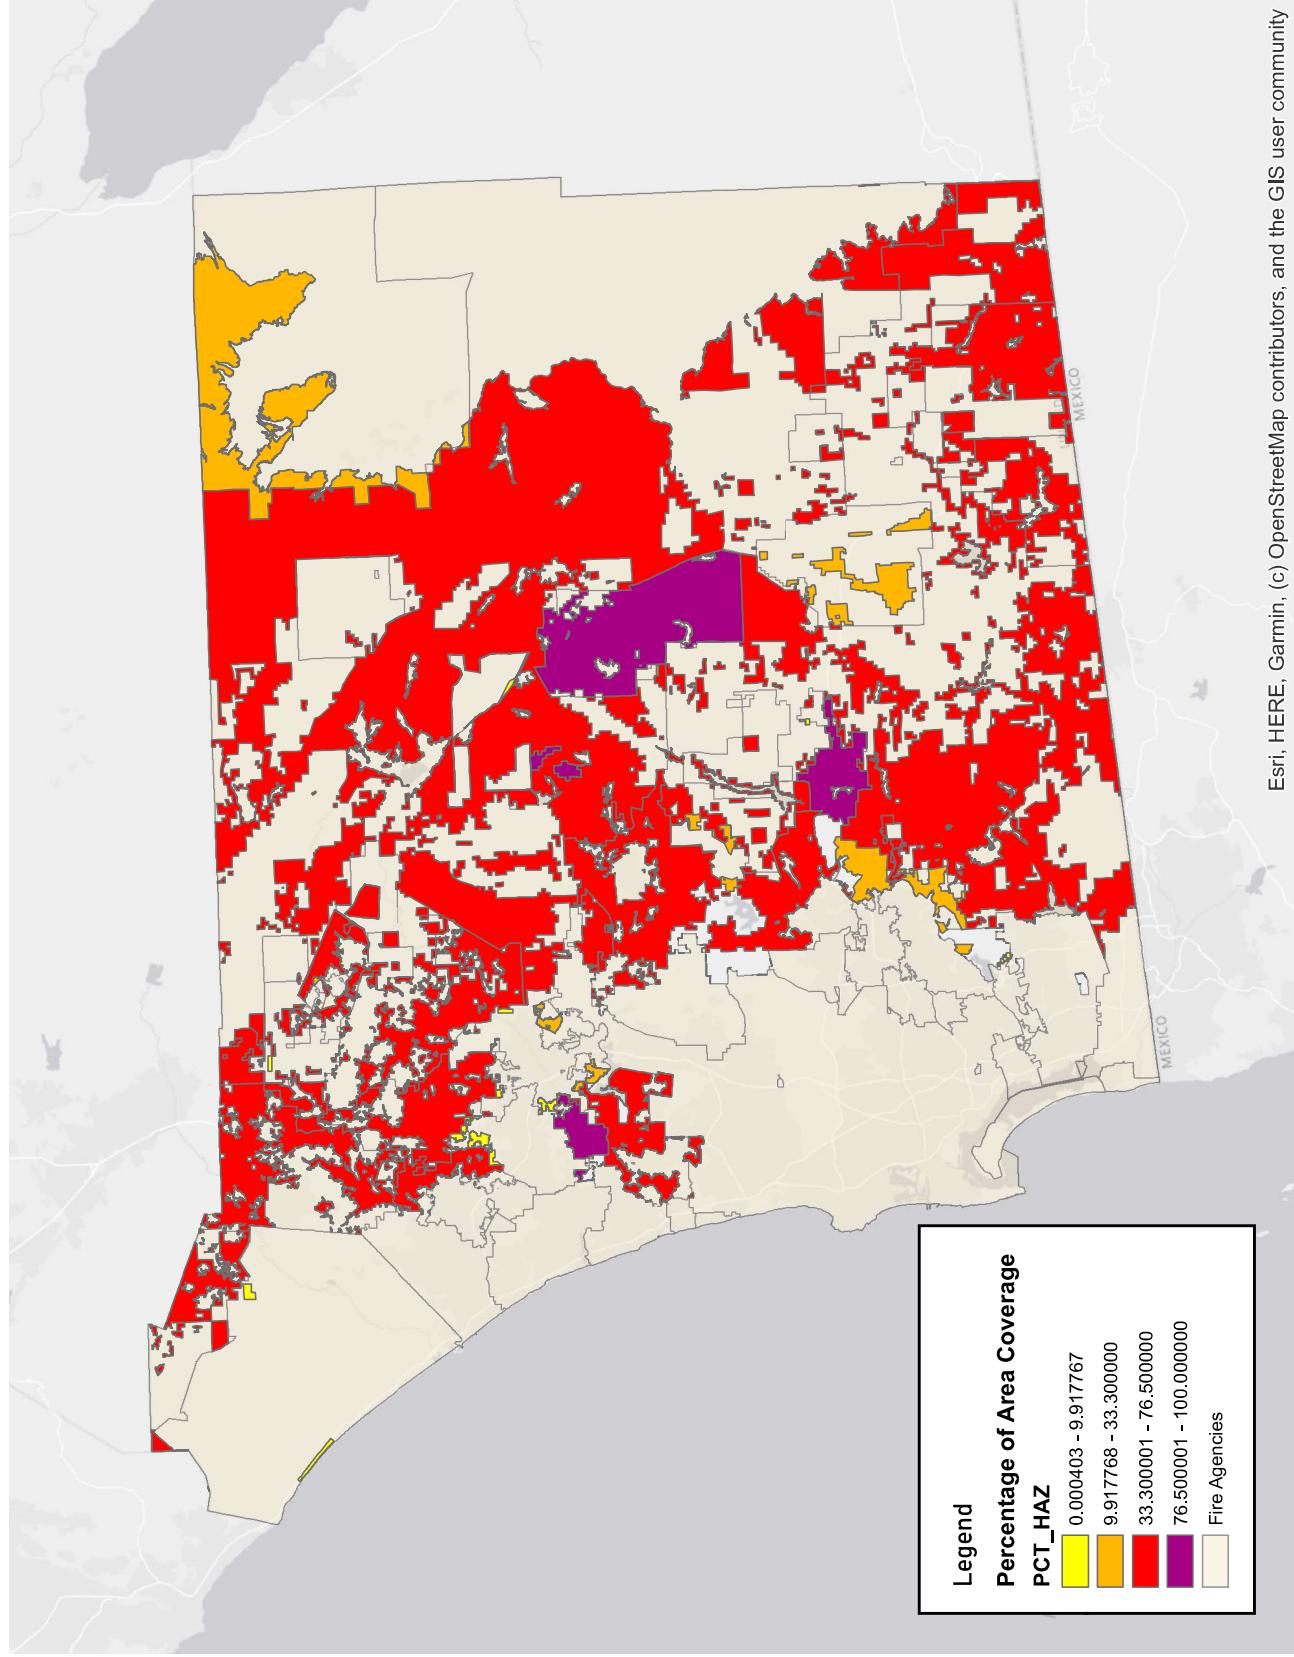 Legend
Percentage of Area Coverage
PCT_HAZ
0.000403 - 9.917767
9.917768 - 33.300000
33.300001 - 76.500000
76.500001 - 100.000000
Fire Agencies
MEXICO
MEXICO
Esri, HERE, Garmin, (c) OpenStreetMap contributors, and the GIS user community